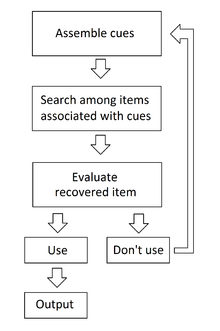 Assemble cues
Search among items
associated with cues
Evaluate
recovered item
Use
Don't use
Output